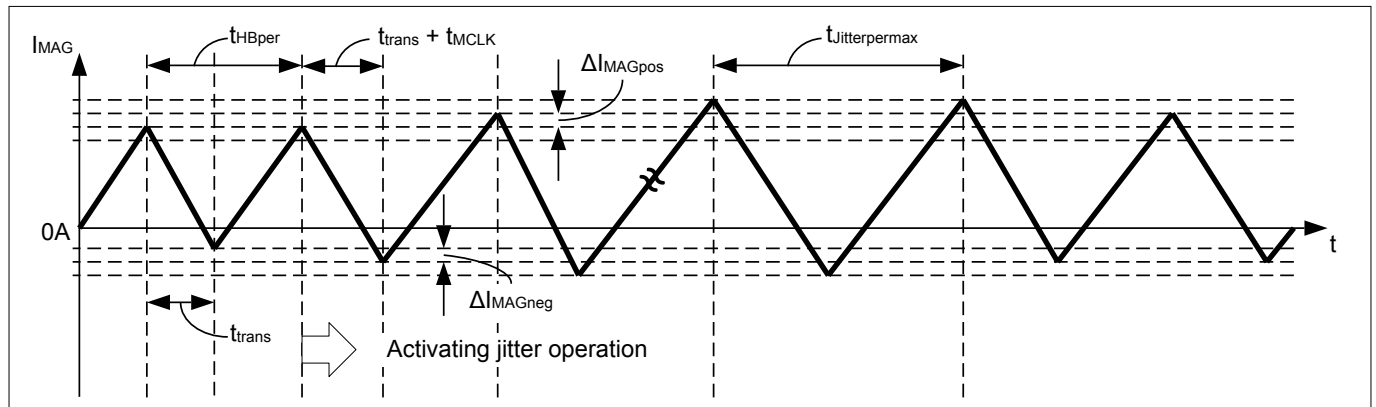 IMAG
tHBper
ttrans + tMCLK
ΔIMAGpos
tJitterpermax
0A
t
ΔIMAGneg
ttrans
Activating jitter operation